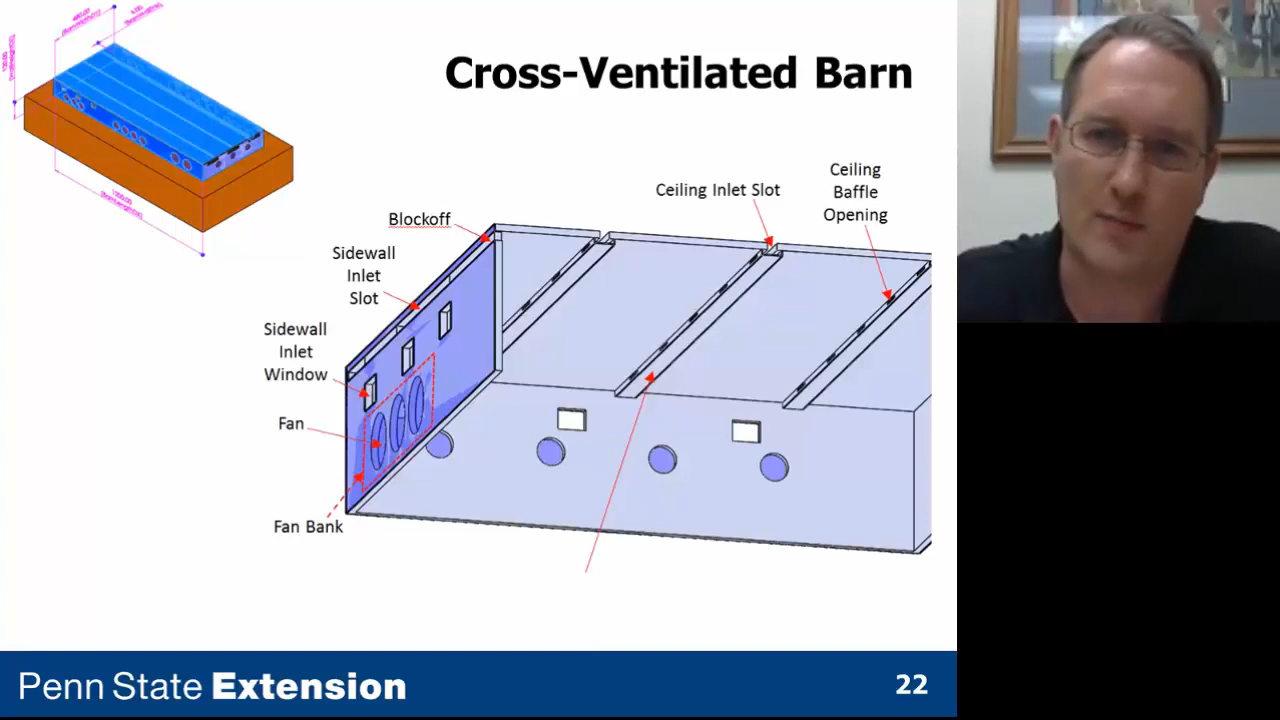 Cross-Ventilated Barn
Ceiling Inlet Slot
Ceiling
Baffle
Opening
Blockoff
Sidewall
Inlet
Slot
Sidewall
Inlet
Window
Fan
Fan Bank
Penn State Extension
22